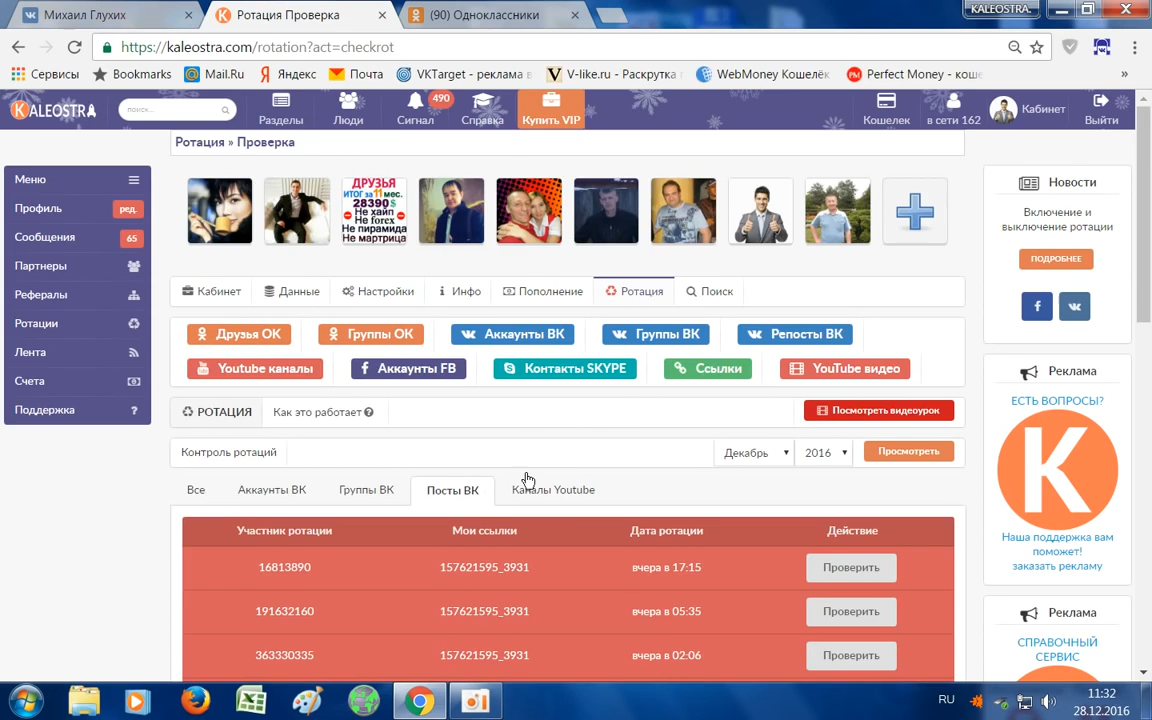 Михаил Глухих
Ротация Проверка
(90) Одноклассники
KALEOSTRA.
https://kaleostra.com/rotation?act=checkrot
Сервисы
Bookmarks
Mail.Ru
Яндекс
Почта
VKTarget - реклама в
V-like.ru - Раскрутка г
WebMoney Кошелёк
Perfect Money - коше
KALEOSTRA
поиск...
Разделы
Люди
490
Сигнал
Справка
Купить VIP
Кошелек
в сети 162
Кабинет
Выйти
Ротация » Проверка
Меню
Профиль
ред.
Сообщения
65
Партнеры
Рефералы
Ротации
Лента
Счета
Поддержка
ДРУЗЬЯ
ИТОГ за 11 мес.
28390$
Не хайп
Не forex
Не пирамида
Не мартрица
Кабинет
Данные
Настройки
Инфо
Пополнение
Ротация
Поиск
Друзья ОК
Группы ОК
Аккаунты ВК
Группы ВК
Репосты ВК
Youtube каналы
Аккаунты FB
Контакты SKYPE
Ссылки
YouTube видео
РОТАЦИЯ
Как это работает
Посмотреть видеоурок
Контроль ротаций
Декабрь
2016
Просмотреть
Все
Аккаунты ВК
Группы ВК
Посты ВК
Каналы Youtube
Участник ротации
Мои ссылки
Дата ротации
Действие
16813890
157621595_3931
вчера в 17:15
Проверить
191632160
157621595_3931
вчера в 05:35
Проверить
363330335
157621595_3931
вчера в 02:06
Проверить
Новости
Включение и
выключение ротации
ПОДРОБНЕЕ
Реклама
ЕСТЬ ВОПРОСЫ?
K
Наша поддержка вам
поможет!
заказать рекламу
Реклама
СПРАВОЧНЫЙ
СЕРВИС
RU
11:32
28.12.2016